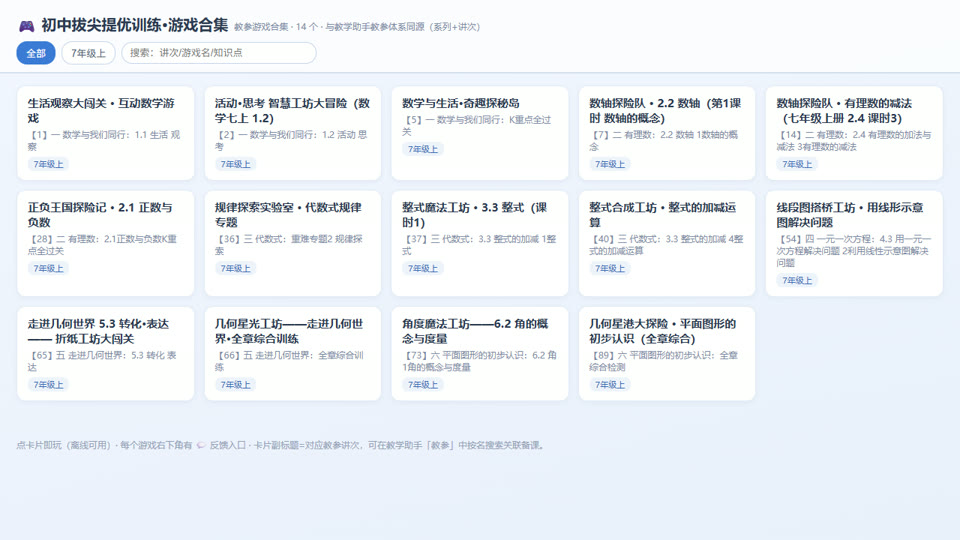 初中拔尖提优训练·游戏合集 教参游戏合集 · 14 个 · 与教学助手教参体系同源（系列+讲次）
全部 7年级上 搜索：讲次/游戏名/知识点
生活观察大闯关 · 互动数学游
戏
【1】一 数学与我们同行：1.1 生活 观
察
7年级上
活动·思考 智慧工坊大冒险（数
学七上 1.2）
【2】一 数学与我们同行：1.2 活动 思
考
7年级上
数学与生活·奇趣探秘岛
【5】一 数学与我们同行：K重点全过
关
7年级上
数轴探险队 · 2.2 数轴（第1课
时 数轴的概念）
【7】二 有理数：2.2 数轴 1数轴的概
念
7年级上
数轴探险队 · 有理数的减法
（七年级上册 2.4 课时3）
【14】二 有理数：2.4 有理数的加法与
减法 3有理数的减法
7年级上
正负王国探险记 · 2.1 正数与
负数
【28】二 有理数：2.1正数与负数K重
点全过关
7年级上
规律探索实验室 · 代数式规律
专题
【36】三 代数式：重难专题2 规律探
索
7年级上
整式魔法工坊 · 3.3 整式（课
时1）
【37】三 代数式：3.3 整式的加减 1整
式
7年级上
整式合成工坊 · 整式的加减运
算
【40】三 代数式：3.3 整式的加减 4整
式的加减运算
7年级上
线段图搭桥工坊 · 用线形示意
图解决问题
【54】四 一元一次方程：4.3 用一元一
次方程解决问题 2利用线性示意图解决
问题
7年级上
走进几何世界 5.3 转化·表达
—— 折纸工坊大闯关
【65】五 走进几何世界：5.3 转化 表
达
7年级上
几何星光工坊——走进几何世
界·全章综合训练
【66】五 走进几何世界：全章综合训
练
7年级上
角度魔法工坊——6.2 角的概
念与度量
【73】六 平面图形的初步认识：6.2 角
1角的概念与度量
7年级上
几何星港大探险 · 平面图形的
初步认识（全章综合）
【89】六 平面图形的初步认识：全章
综合检测
7年级上
点卡片即玩（离线可用）· 每个游戏右下角有 反馈入口 · 卡片副标题=对应教参讲次，可在教学助手「教参」中按名搜索关联备课。